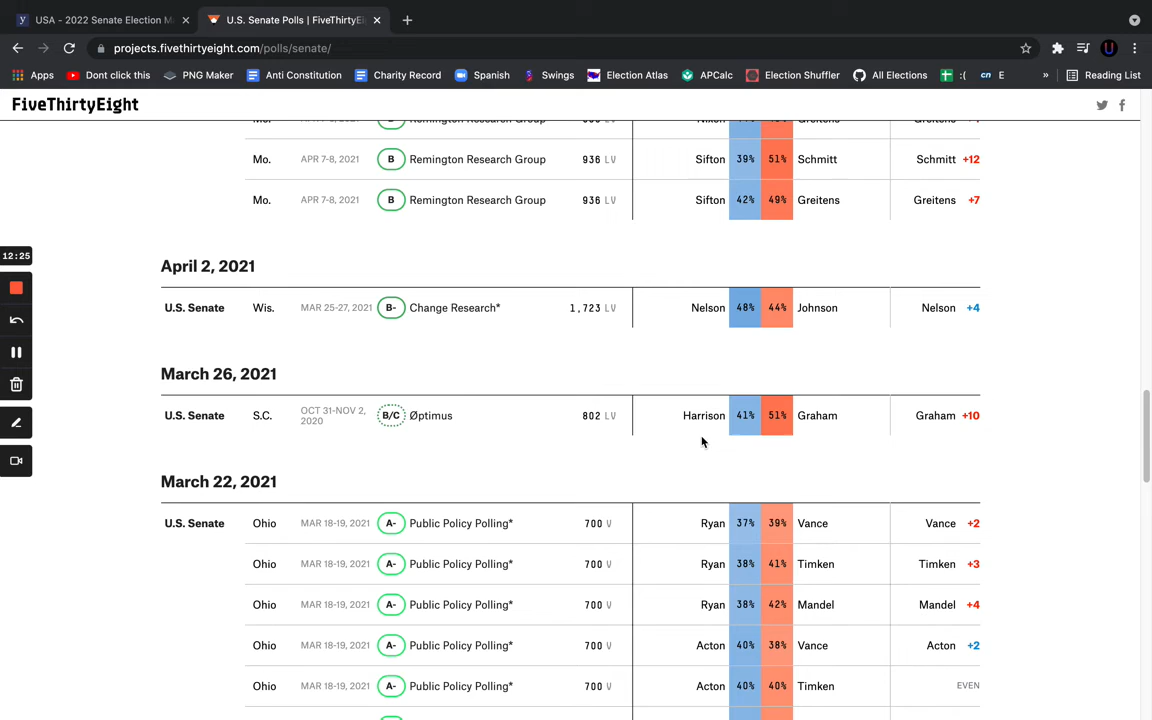 USA - 2022 Senate Election M
U.S. Senate Polls | FiveThirtyEi
projects.fivethirtyeight.com/polls/senate/
Apps
Dont click this
PNG Maker
Anti Constitution
Charity Record
Spanish
Swings
Election Atlas
APCalc
Election Shuffler
All Elections
:(
cn E
»
Reading List
FiveThirtyEight
Remington Research Group
Mo. APR 7-8, 2021 B Remington Research Group 936 LV Sifton 39% 51% Schmitt Schmitt +12
Mo. APR 7-8, 2021 B Remington Research Group 936 LV Sifton 42% 49% Greitens Greitens +7
12:25
April 2, 2021
U.S. Senate Wis. MAR 25-27, 2021 B- Change Research* 1,723 LV Nelson 48% 44% Johnson Nelson +4
March 26, 2021
U.S. Senate S.C. OCT 31-NOV 2, 2020 B/C Øptimus 802 LV Harrison 41% 51% Graham Graham +10
March 22, 2021
U.S. Senate Ohio MAR 18-19, 2021 A- Public Policy Polling* 700 V Ryan 37% 39% Vance Vance +2
Ohio MAR 18-19, 2021 A- Public Policy Polling* 700 V Ryan 38% 41% Timken Timken +3
Ohio MAR 18-19, 2021 A- Public Policy Polling* 700 V Ryan 38% 42% Mandel Mandel +4
Ohio MAR 18-19, 2021 A- Public Policy Polling* 700 V Acton 40% 38% Vance Acton +2
Ohio MAR 18-19, 2021 A- Public Policy Polling* 700 V Acton 40% 40% Timken EVEN